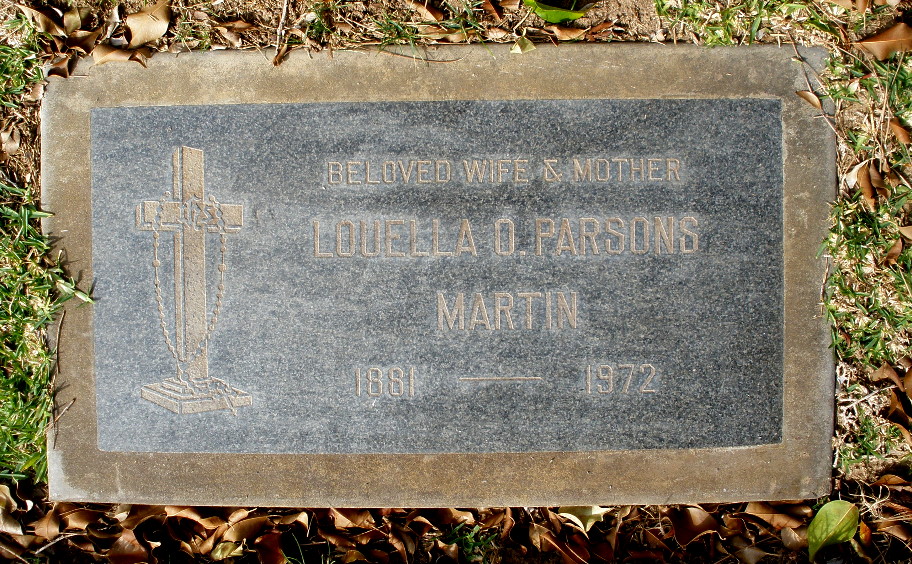 BELOVED WIFE & MOTHER
LOUELLA O. PARSONS
MARTIN
1881 — 1972